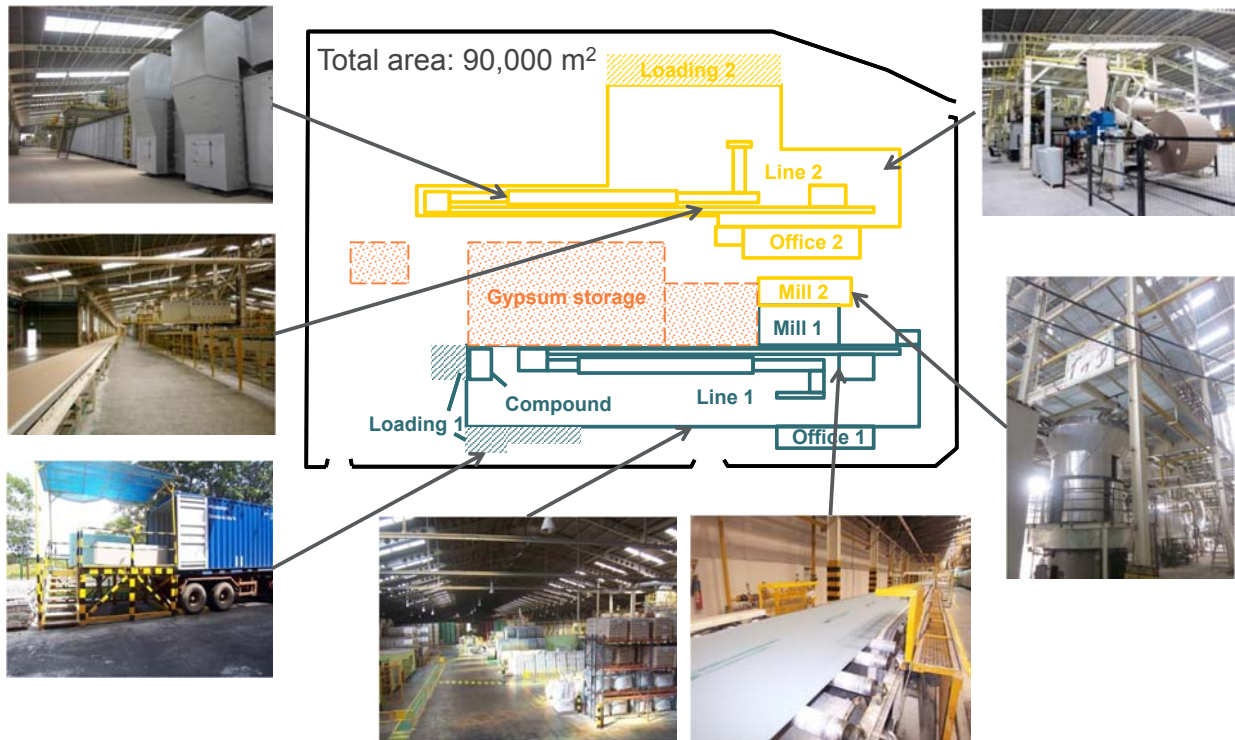 Total area: 90,000 m²
Loading 2
Line 2
Office 2
Gypsum storage
Mill 2
Mill 1
Compound
Line 1
Loading 1
Office 1